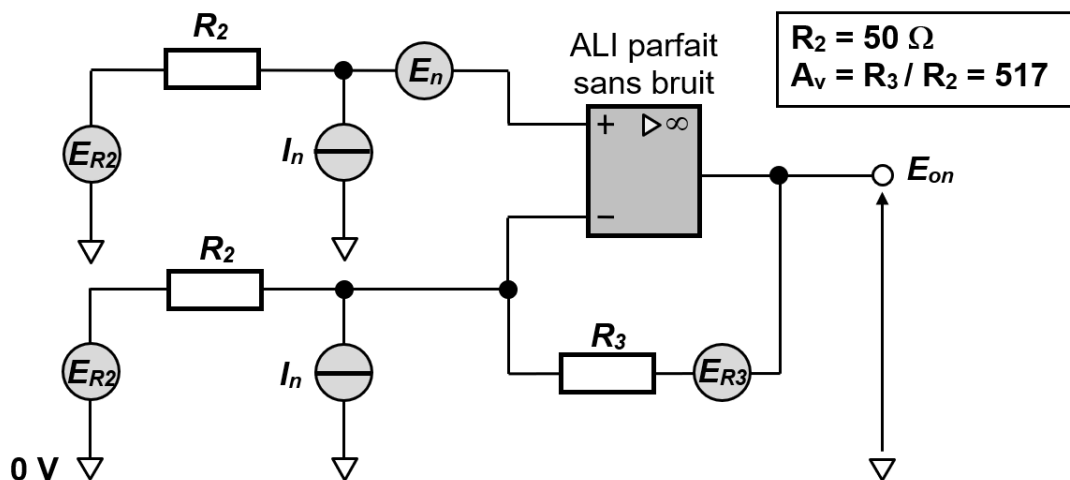 R2
ALI parfait
sans bruit
R2 = 50 Ω
Av = R3 / R2 = 517
En
+ ▷ ∞
ER2
In
Eon
−
R2
R3
ER2
In
ER3
0 V